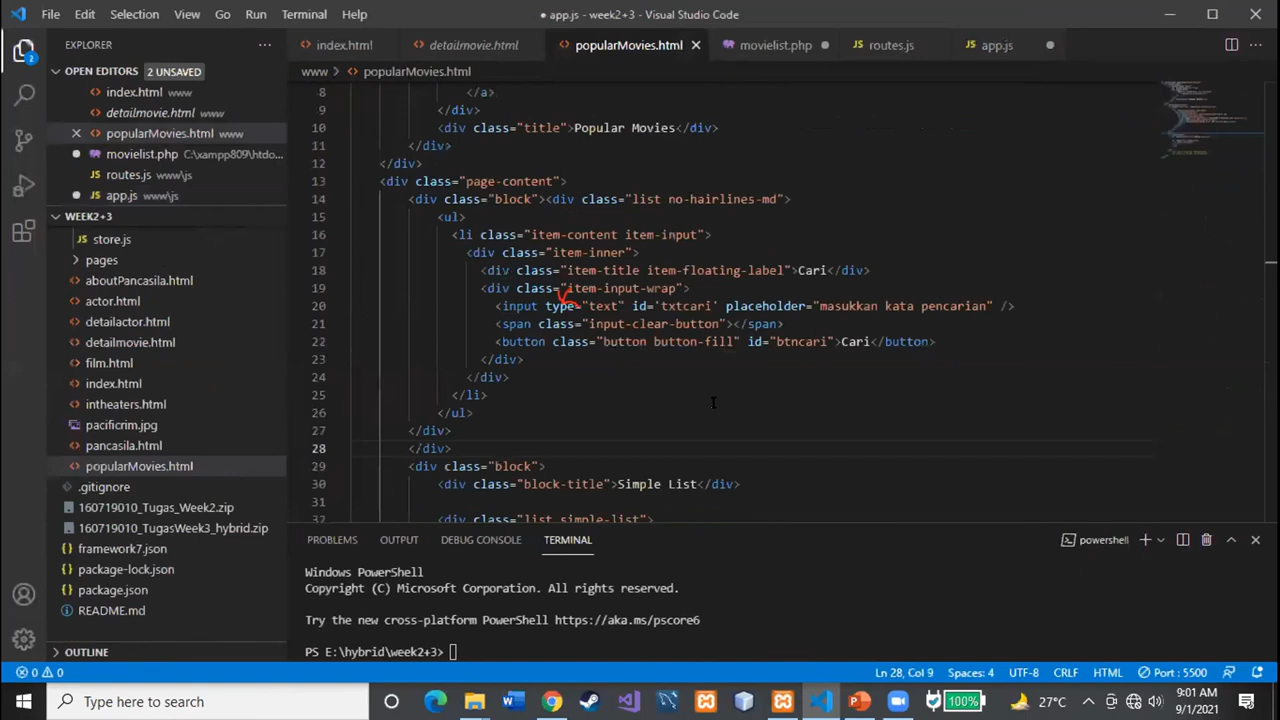 File Edit Selection View Go Run Terminal Help
● app.js - week2+3 - Visual Studio Code
EXPLORER
index.html
detailmovie.html
popularMovies.html
movielist.php
routes.js
app.js
OPEN EDITORS 2 UNSAVED
www > popularMovies.html
index.html www
detailmovie.html www
popularMovies.html www
movielist.php C:\xampp809\htdo...
routes.js www\js
app.js www\js
WEEK2+3
store.js
pages
aboutPancasila.html
actor.html
detailactor.html
detailmovie.html
film.html
index.html
intheaters.html
pacificrim.jpg
pancasila.html
popularMovies.html
.gitignore
160719010_Tugas_Week2.zip
160719010_TugasWeek3_hybrid.zip
framework7.json
package-lock.json
package.json
README.md
OUTLINE
8 </a>
9 </div>
10 <div class="title">Popular Movies</div>
11 </div>
12 </div>
13 <div class="page-content">
14 <div class="block"><div class="list no-hairlines-md">
15 <ul>
16 <li class="item-content item-input">
17 <div class="item-inner">
18 <div class="item-title item-floating-label">Cari</div>
19 <div class="item-input-wrap">
20 <input type="text" id='txtcari' placeholder="masukkan kata pencarian" />
21 <span class="input-clear-button"></span>
22 <button class="button button-fill" id="btncari">Cari</button>
23 </div>
24 </div>
25 </li>
26 </ul>
27 </div>
28 </div>
29 <div class="block">
30 <div class="block-title">Simple List</div>
31
32 <div class="list simple-list">
PROBLEMS OUTPUT DEBUG CONSOLE TERMINAL
powershell
Windows PowerShell
Copyright (C) Microsoft Corporation. All rights reserved.
Try the new cross-platform PowerShell https://aka.ms/pscore6
PS E:\hybrid\week2+3>
0 0
Ln 28, Col 9 Spaces: 4 UTF-8 CRLF HTML Port : 5500
Type here to search
100%
27°C
9:01 AM
9/1/2021